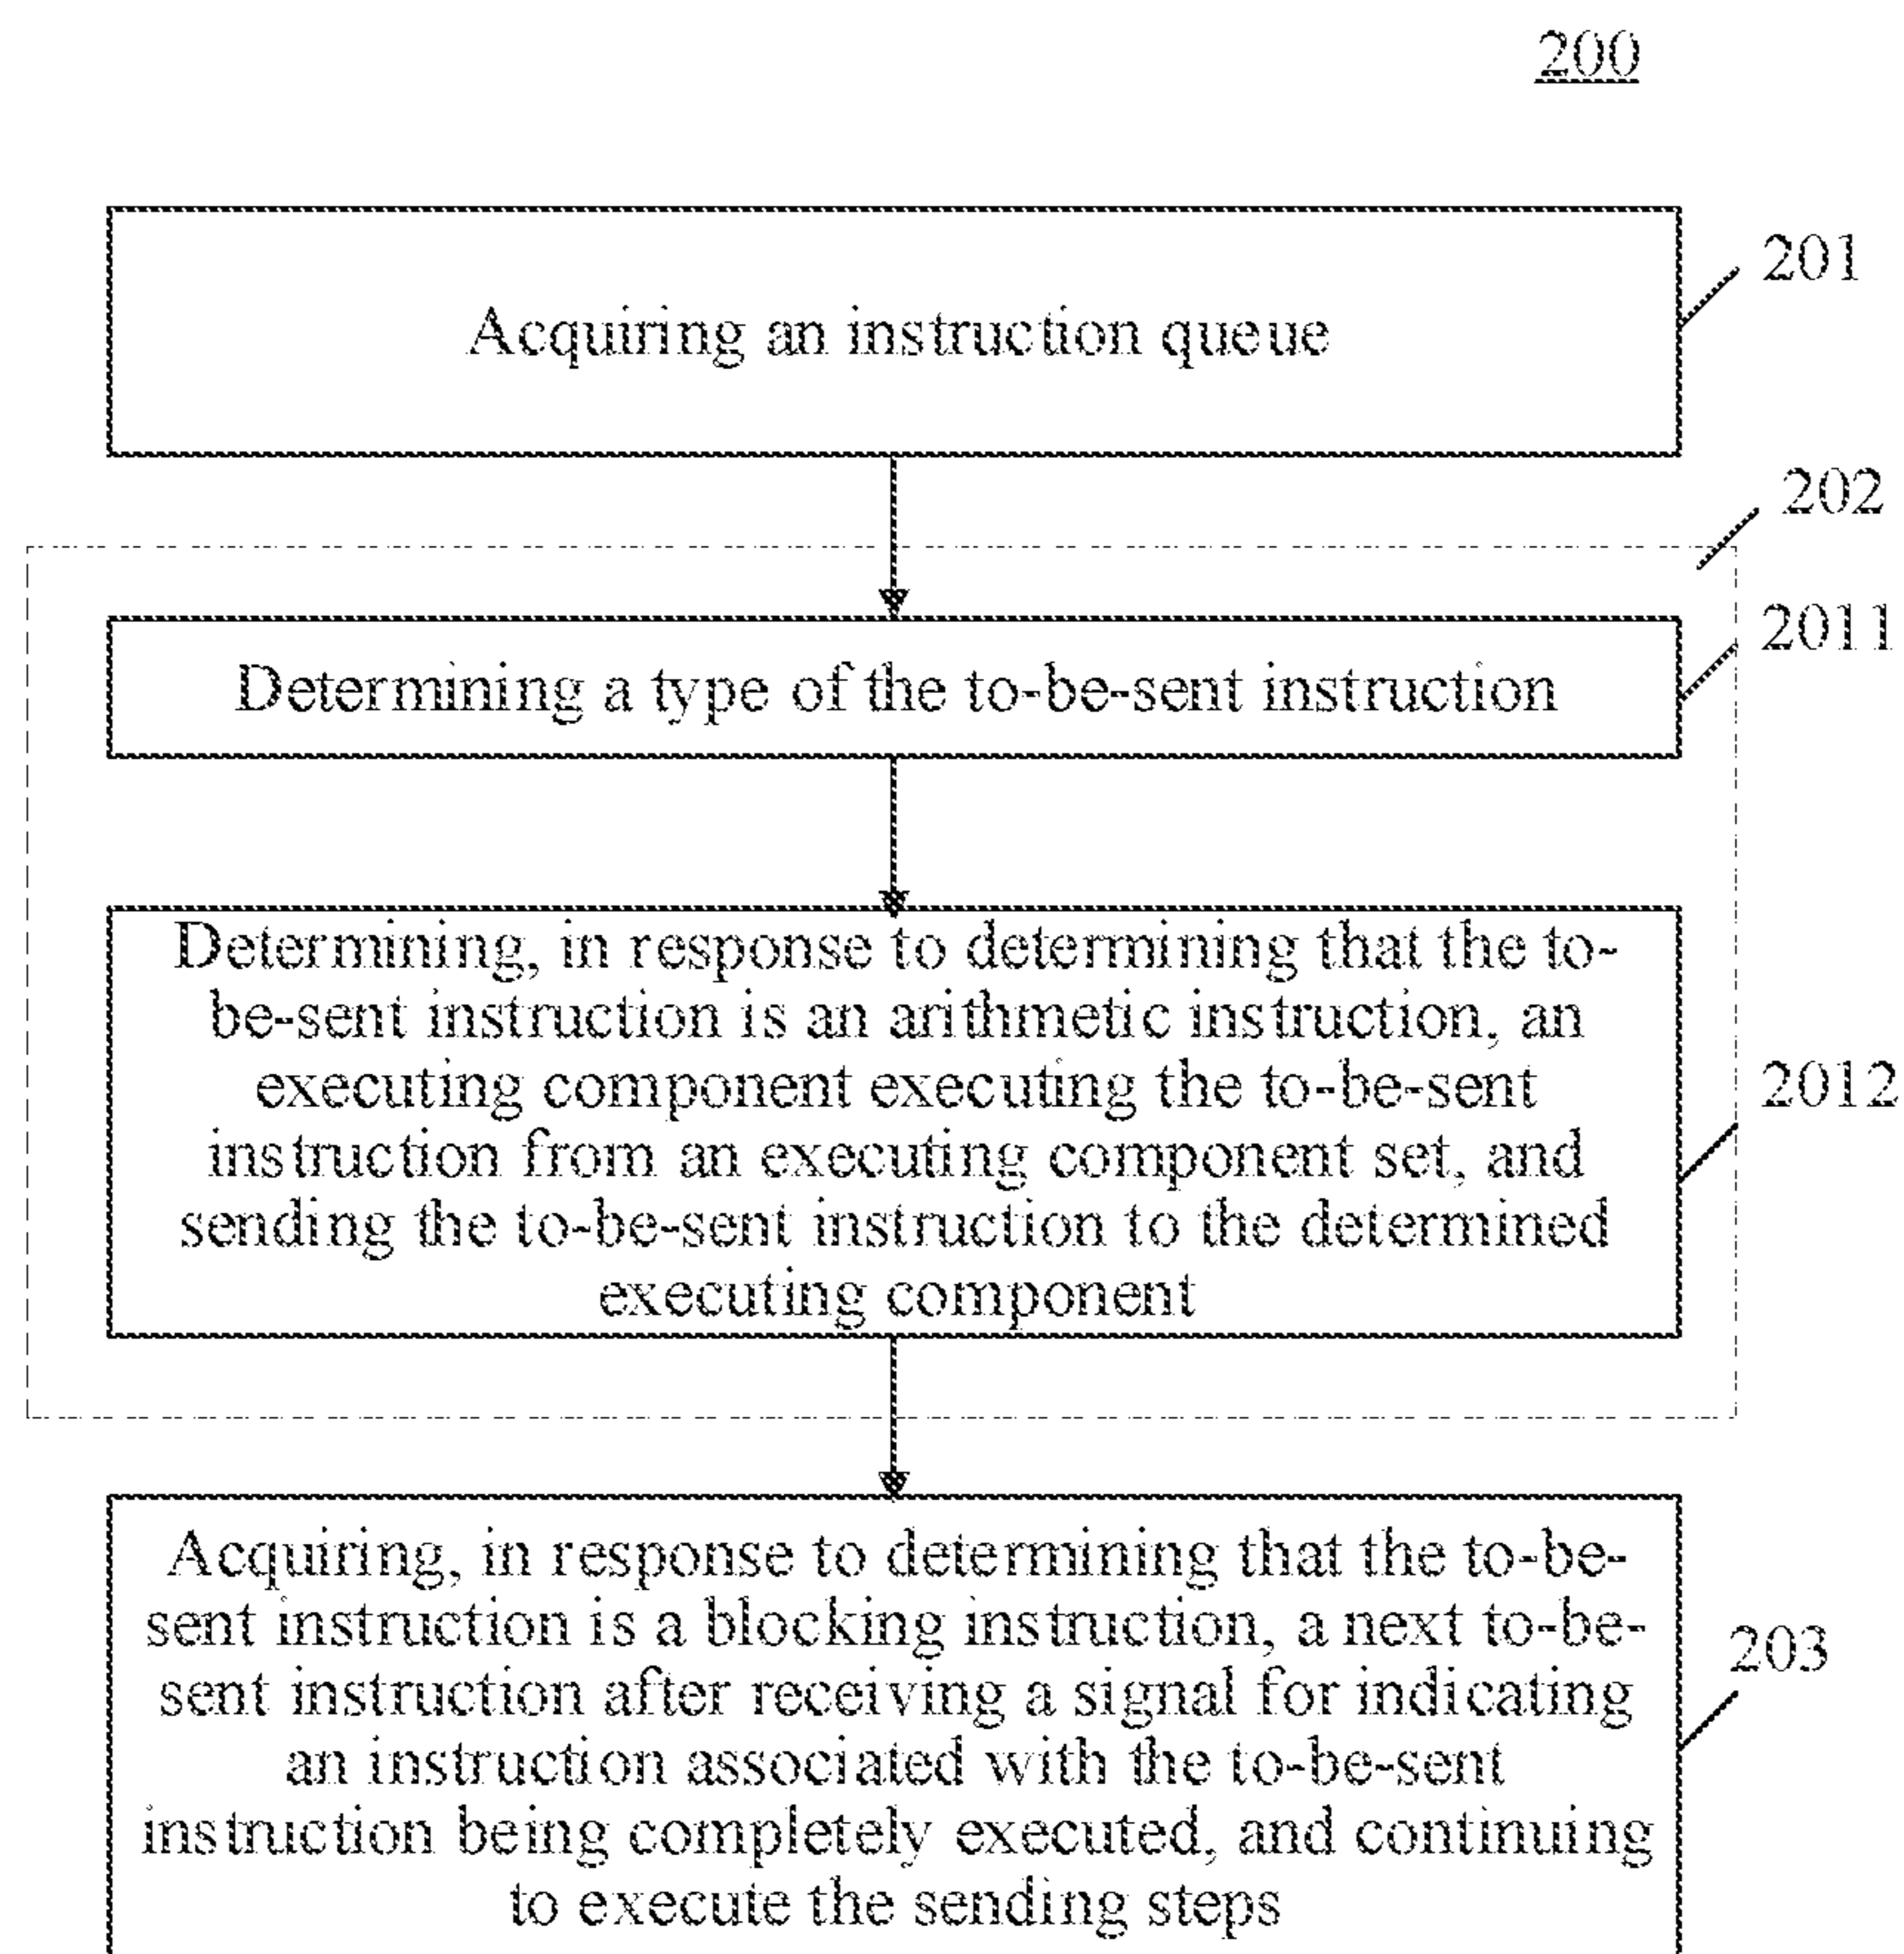 200
201
Acquiring an instruction queue
202
2011
Determining a type of the to-be-sent instruction
Determining, in response to determining that the to-
be-sent instruction is an arithmetic instruction, an
executing component executing the to-be-sent
2012
instruction from an executing component set, and
sending the to-be-sent instruction to the determined
executing component
Acquiring, in response to determining that the to-be-
sent instruction is a blocking instruction, a next to-be-
203
sent instruction after receiving a signal for indicating
an instruction associated with the to-be-sent
instruction being completely executed, and continuing
to execute the sending steps